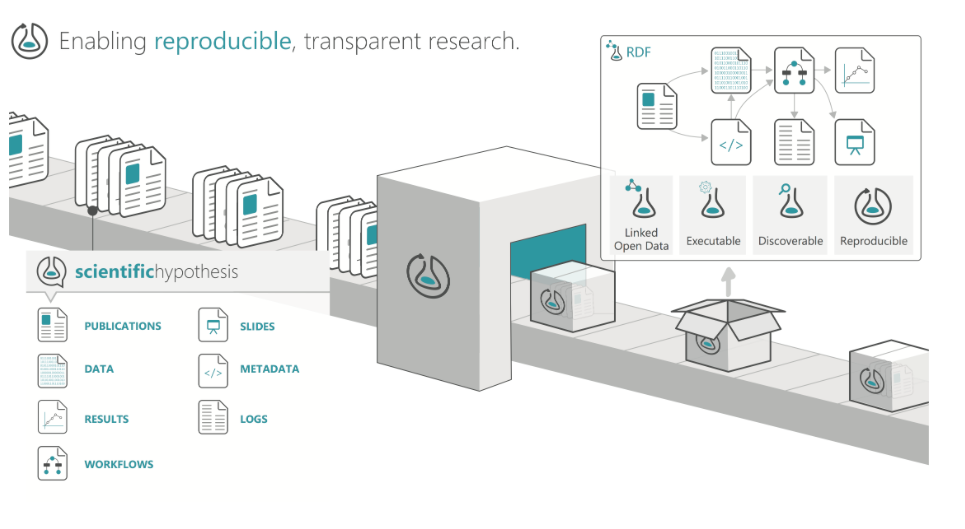 Enabling reproducible, transparent research.
RDF
</>
Linked
Open Data
Executable
Discoverable
Reproducible
scientifichypothesis
PUBLICATIONS
SLIDES
DATA
</>
METADATA
RESULTS
LOGS
WORKFLOWS